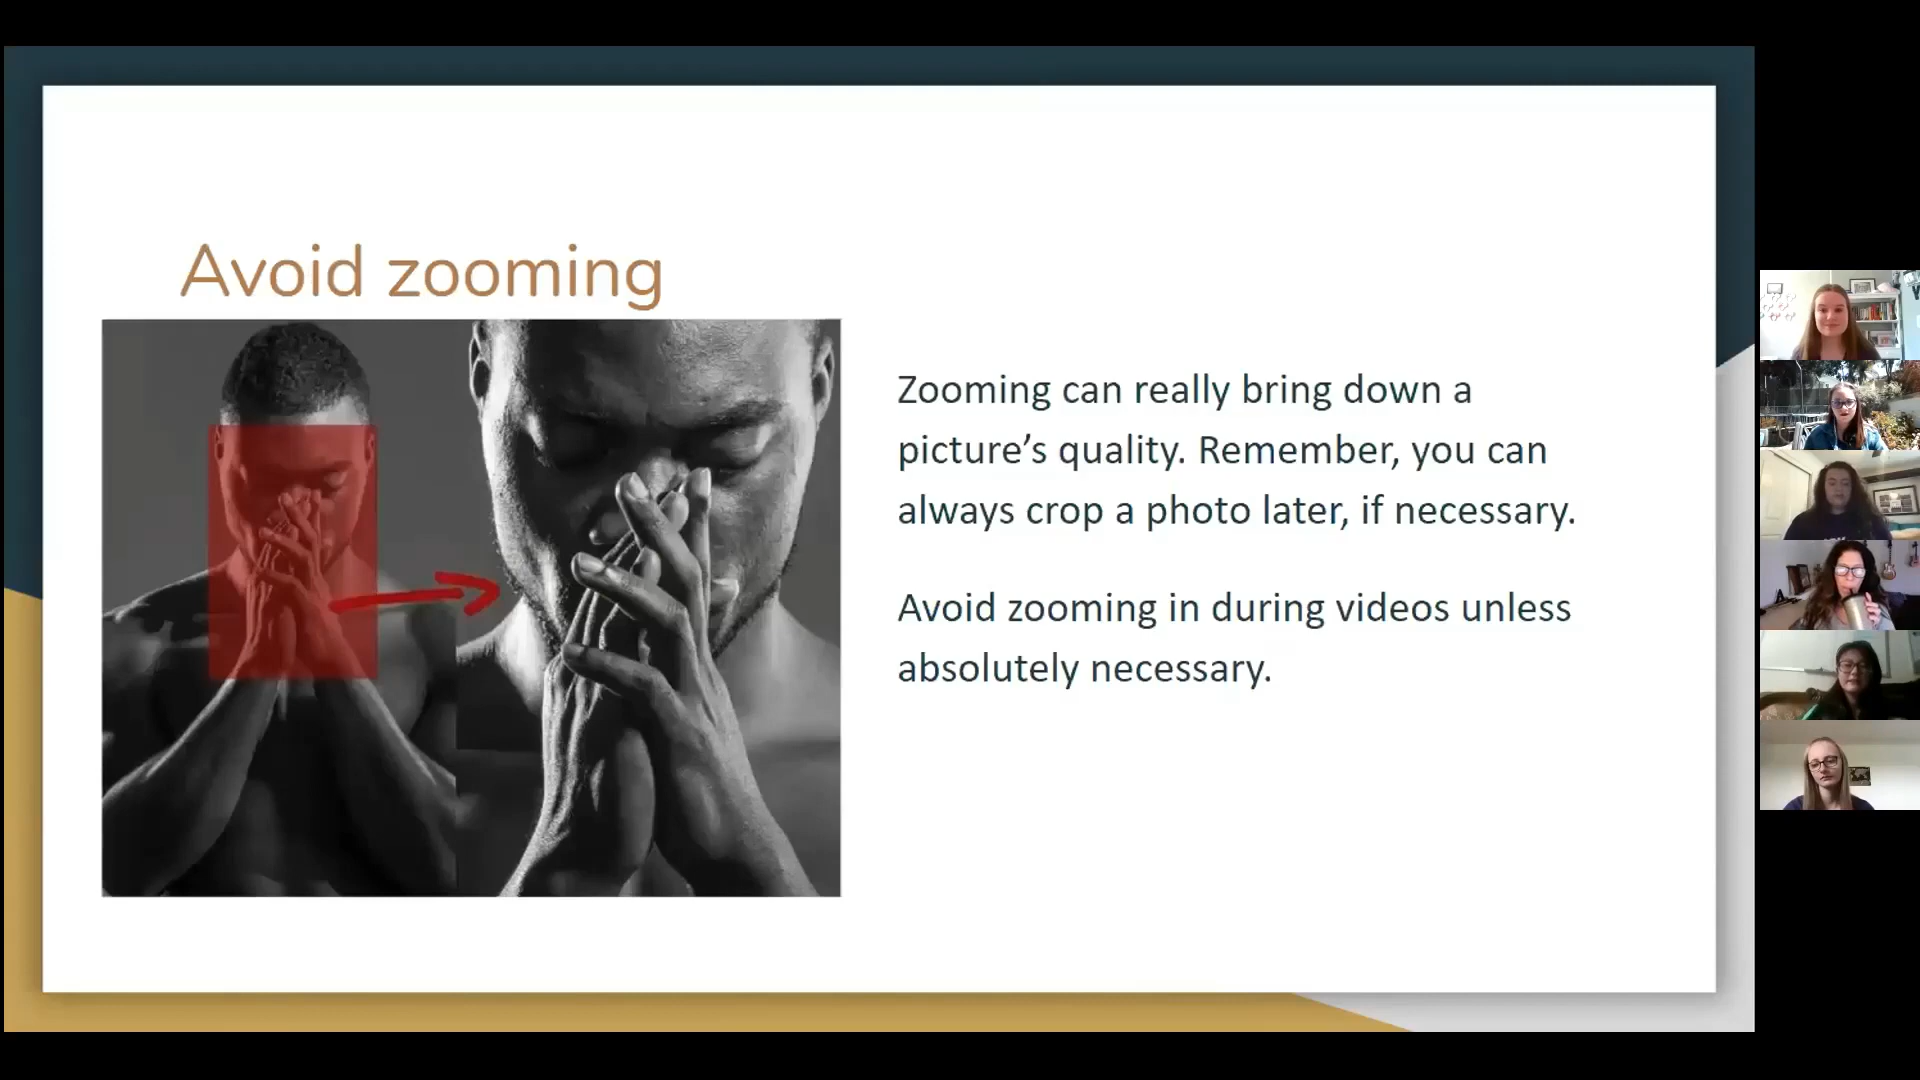 Avoid zooming
Zooming can really bring down a
picture’s quality. Remember, you can
always crop a photo later, if necessary.
Avoid zooming in during videos unless
absolutely necessary.